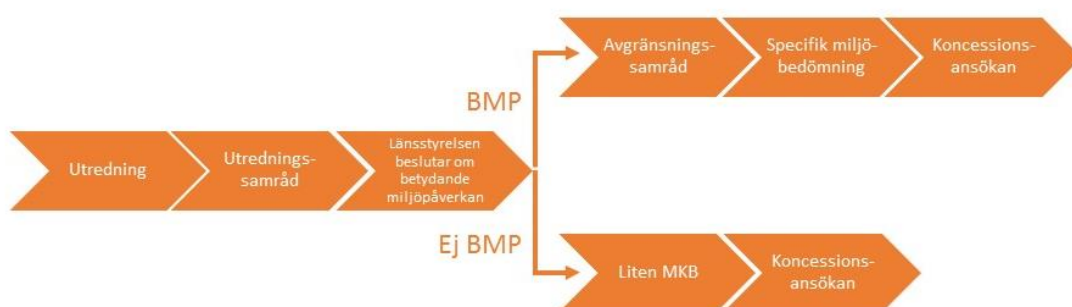 Utredning
Utrednings-
samråd
Länsstyrelsen
beslutar om
betydande
miljöpåverkan
BMP
Avgränsnings-
samråd
Specifik miljö-
bedömning
Koncessions-
ansökan
Ej BMP
Liten MKB
Koncessions-
ansökan